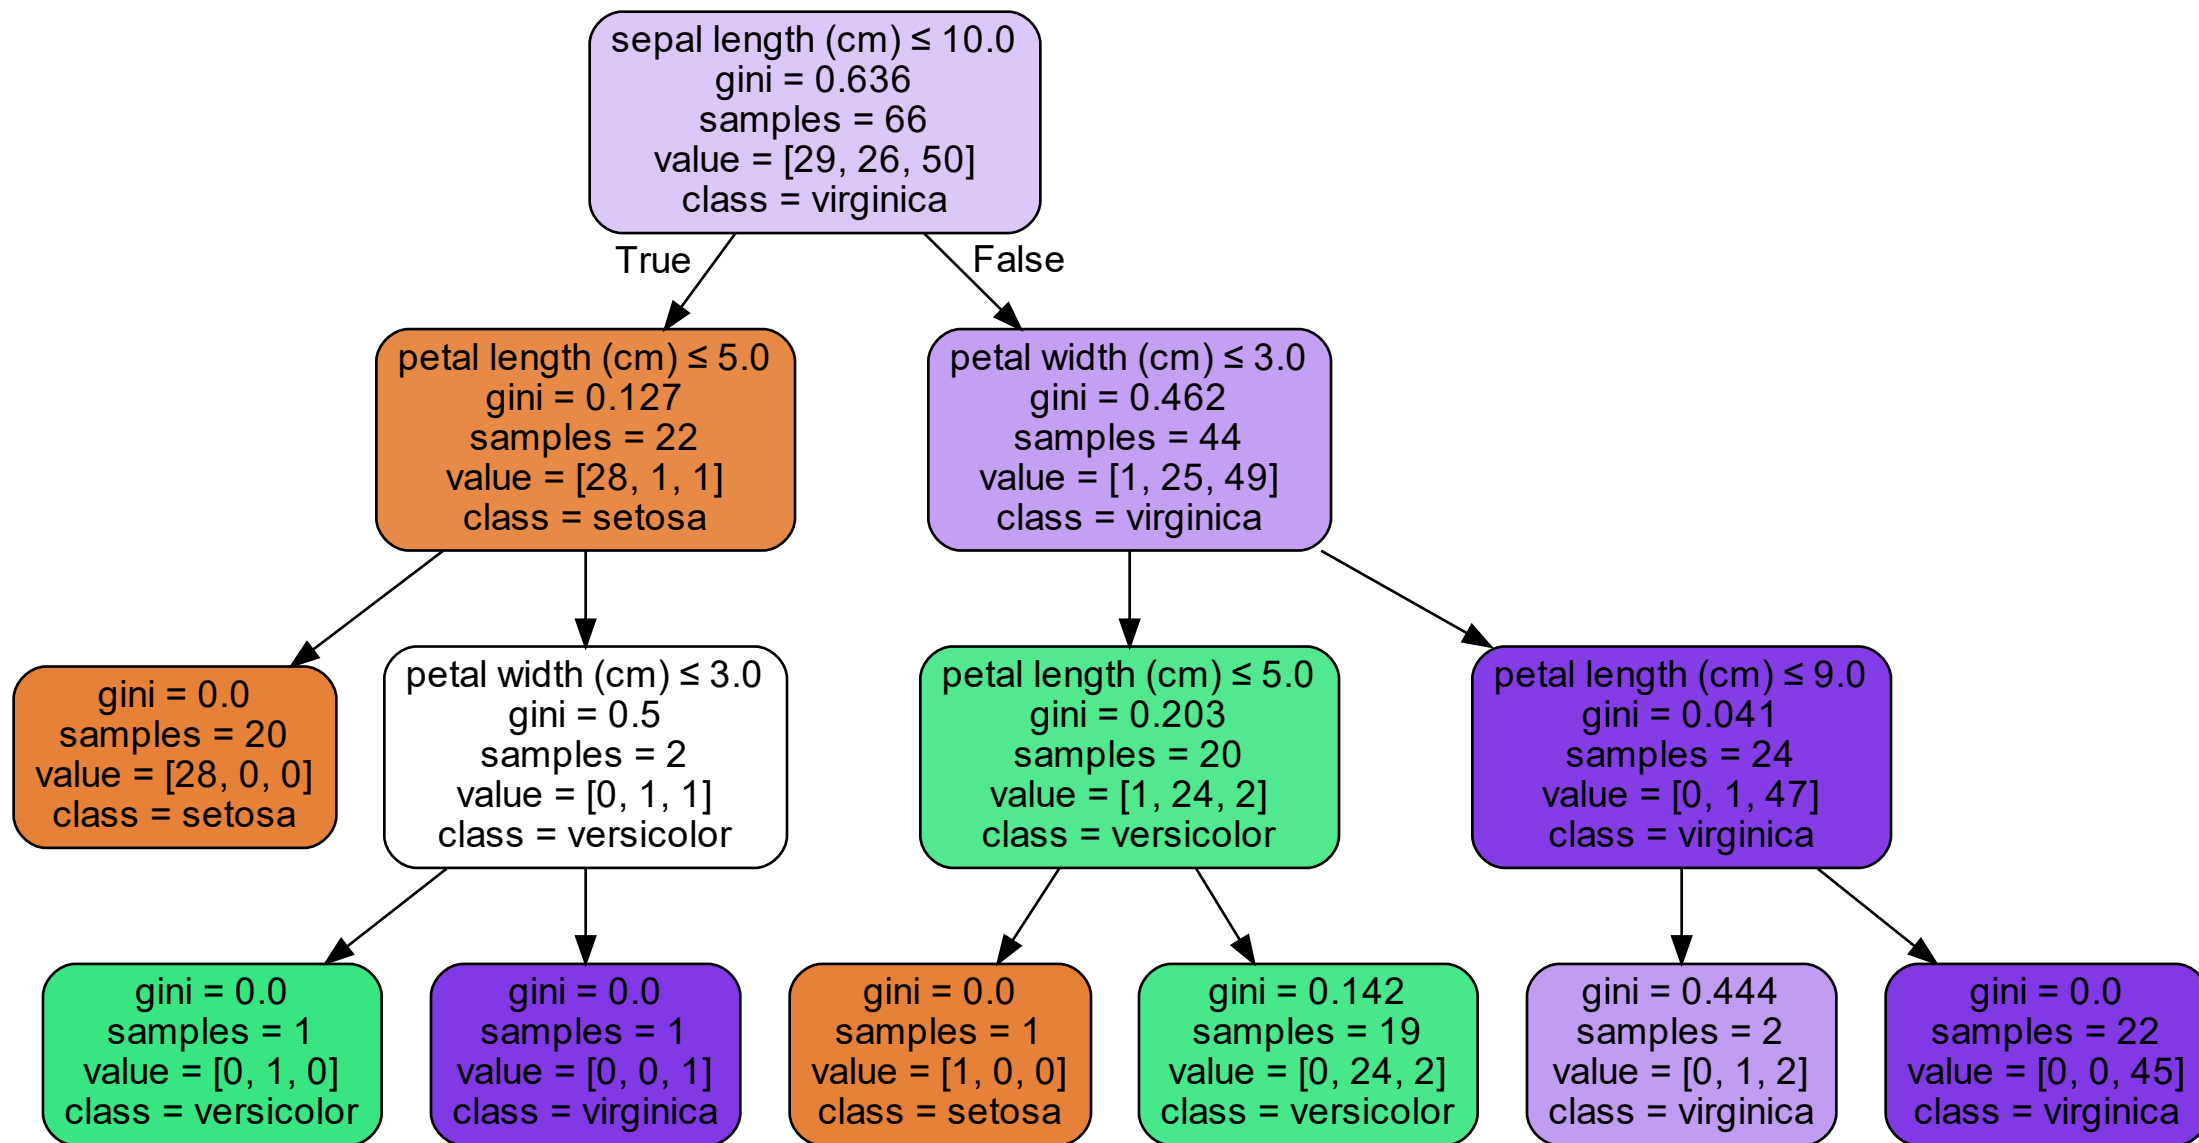 sepal length (cm) ≤ 10.0
gini = 0.636
samples = 66
value = [29, 26, 50]
class = virginica
True
False
petal length (cm) ≤ 5.0
gini = 0.127
samples = 22
value = [28, 1, 1]
class = setosa
petal width (cm) ≤ 3.0
gini = 0.462
samples = 44
value = [1, 25, 49]
class = virginica
gini = 0.0
samples = 20
value = [28, 0, 0]
class = setosa
petal width (cm) ≤ 3.0
gini = 0.5
samples = 2
value = [0, 1, 1]
class = versicolor
petal length (cm) ≤ 5.0
gini = 0.203
samples = 20
value = [1, 24, 2]
class = versicolor
petal length (cm) ≤ 9.0
gini = 0.041
samples = 24
value = [0, 1, 47]
class = virginica
gini = 0.0
samples = 1
value = [0, 1, 0]
class = versicolor
gini = 0.0
samples = 1
value = [0, 0, 1]
class = virginica
gini = 0.0
samples = 1
value = [1, 0, 0]
class = setosa
gini = 0.142
samples = 19
value = [0, 24, 2]
class = versicolor
gini = 0.444
samples = 2
value = [0, 1, 2]
class = virginica
gini = 0.0
samples = 22
value = [0, 0, 45]
class = virginica